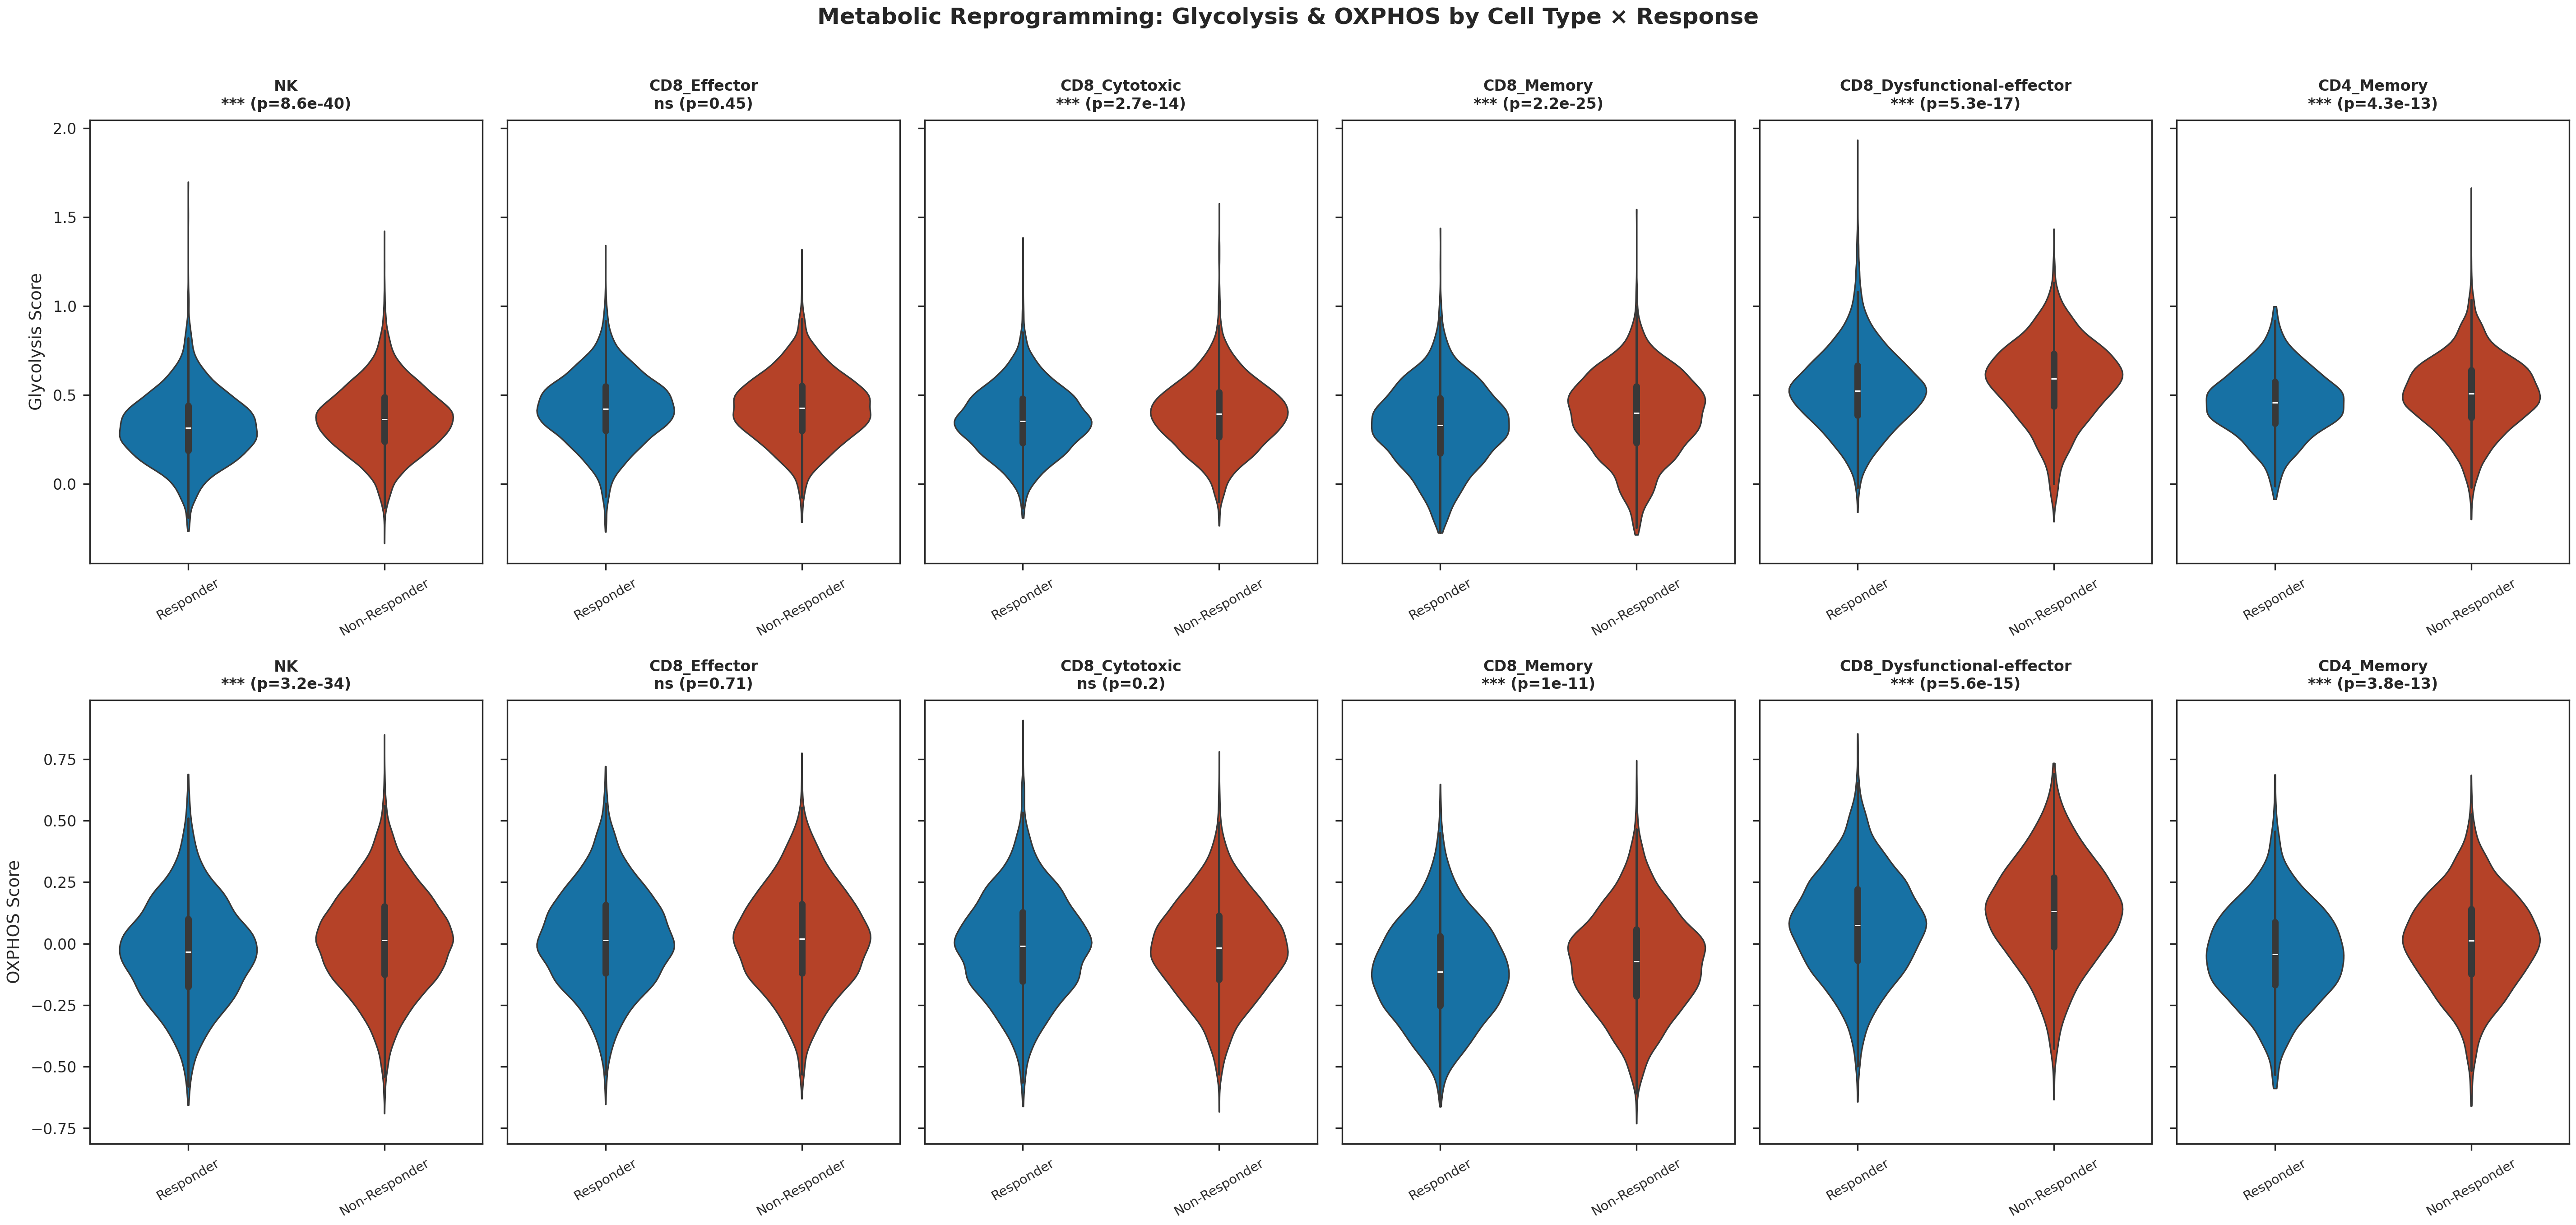 Metabolic Reprogramming: Glycolysis & OXPHOS by Cell Type × Response
NK
*** (p=8.6e-40)
CD8_Effector
ns (p=0.45)
CD8_Cytotoxic
*** (p=2.7e-14)
CD8_Memory
*** (p=2.2e-25)
CD8_Dysfunctional-effector
*** (p=5.3e-17)
CD4_Memory
*** (p=4.3e-13)
Glycolysis Score
2.0
1.5
1.0
0.5
0.0
Responder
Non-Responder
Responder
Non-Responder
Responder
Non-Responder
Responder
Non-Responder
Responder
Non-Responder
Responder
Non-Responder
NK
*** (p=3.2e-34)
CD8_Effector
ns (p=0.71)
CD8_Cytotoxic
ns (p=0.2)
CD8_Memory
*** (p=1e-11)
CD8_Dysfunctional-effector
*** (p=5.6e-15)
CD4_Memory
*** (p=3.8e-13)
OXPHOS Score
0.75
0.50
0.25
0.00
−0.25
−0.50
−0.75
Responder
Non-Responder
Responder
Non-Responder
Responder
Non-Responder
Responder
Non-Responder
Responder
Non-Responder
Responder
Non-Responder